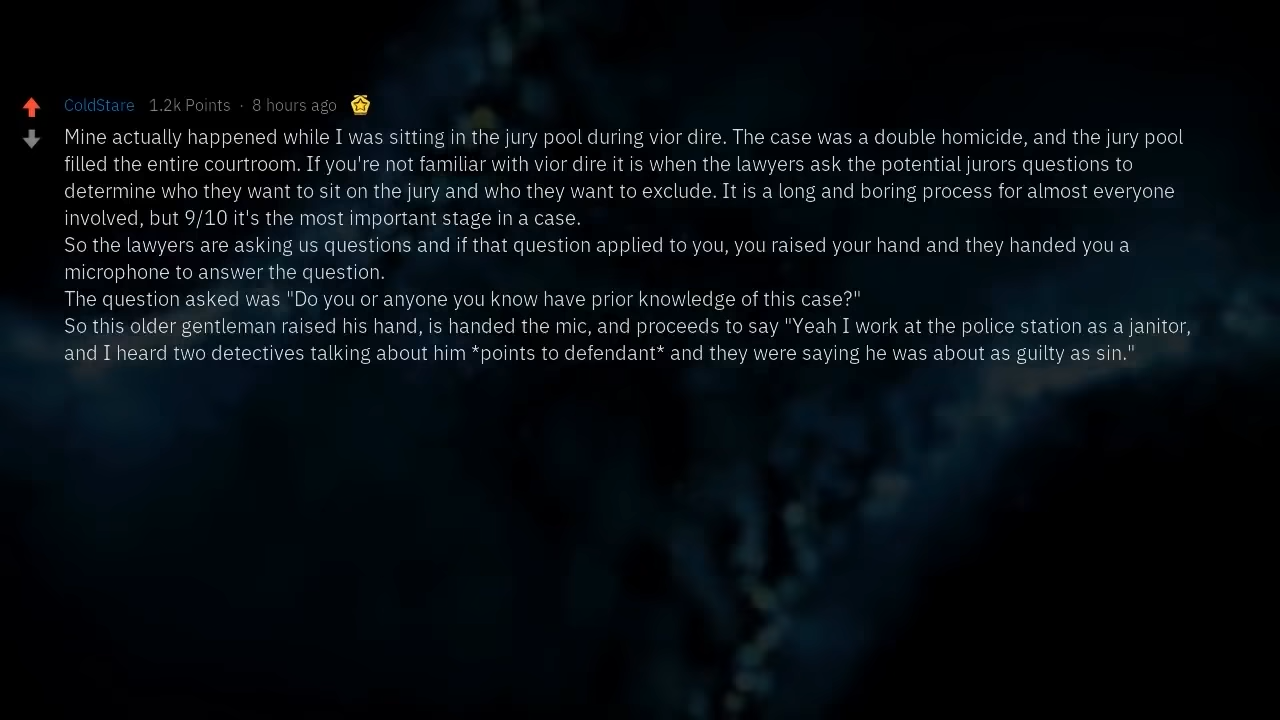 ColdStare 1.2k Points · 8 hours ago
Mine actually happened while I was sitting in the jury pool during vior dire. The case was a double homicide, and the jury pool
filled the entire courtroom. If you're not familiar with vior dire it is when the lawyers ask the potential jurors questions to
determine who they want to sit on the jury and who they want to exclude. It is a long and boring process for almost everyone
involved, but 9/10 it's the most important stage in a case.
So the lawyers are asking us questions and if that question applied to you, you raised your hand and they handed you a
microphone to answer the question.
The question asked was "Do you or anyone you know have prior knowledge of this case?"
So this older gentleman raised his hand, is handed the mic, and proceeds to say "Yeah I work at the police station as a janitor,
and I heard two detectives talking about him *points to defendant* and they were saying he was about as guilty as sin."